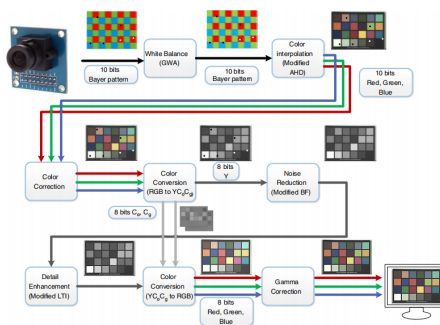 White Balance
(GWA)
10 bits
Bayer pattern
10 bits
Bayer pattern
Color
interpolation
(Modified
AHD)
10 bits
Red, Green,
Blue
Color
Correction
Color
Conversion
(RGB to YCoCg)
8 bits
Y
Noise
Reduction
(Modified BF)
8 bits Co, Cg
Detail
Enhancement
(Modified LTI)
Color
Conversion
(YCoCg to RGB)
8 bits
Red, Green,
Blue
Gamma
Correction